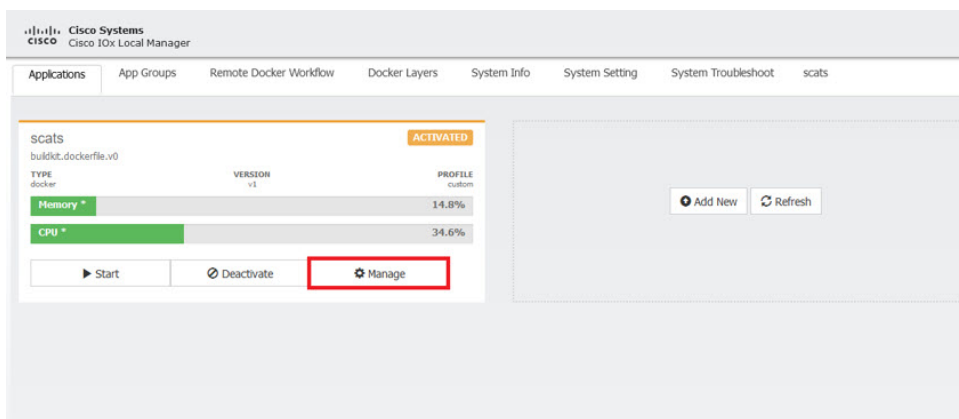 Cisco Systems
CISCO Cisco IOx Local Manager
Applications App Groups Remote Docker Workflow Docker Layers System Info System Setting System Troubleshoot scats
scats ACTIVATED
buildkit.dockerfile.v0
TYPE VERSION PROFILE
docker v1 custom
Memory * 14.8%
CPU * 34.6%
Start Deactivate Manage
Add New Refresh